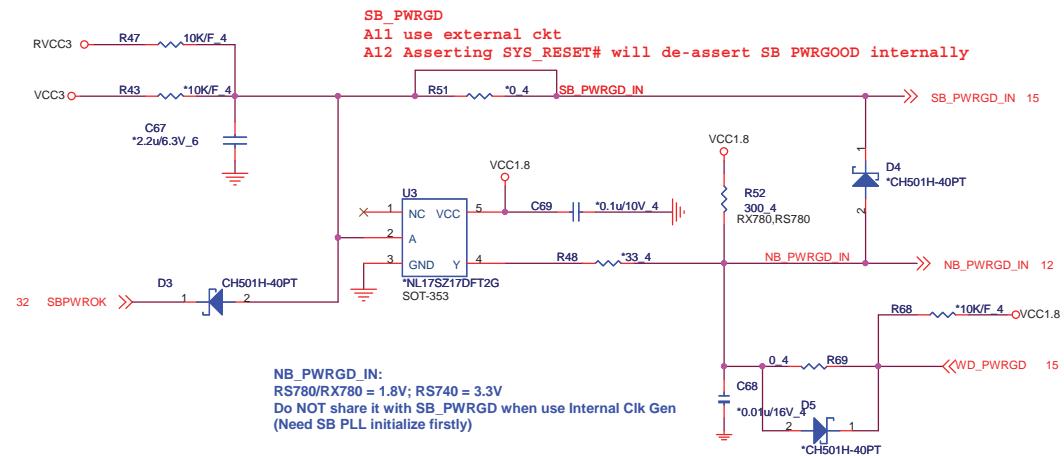 SB_PWRGD
A11 use external ckt
A12 Asserting SYS_RESET# will de-assert SB PWRGOOD internally
RVCC3
R47
10K/F_4
VCC3
R43
*10K/F_4
R51
*0_4
SB_PWRGD_IN
SB_PWRGD_IN 15
C67
*2.2u/6.3V_6
VCC1.8
VCC1.8
1
D4
*CH501H-40PT
2
U3
1
NC
VCC
5
C69
*0.1u/10V_4
R52
300_4
RX780,RS780
2
A
3
GND
Y
4
R48
*33_4
NB_PWRGD_IN
NB_PWRGD_IN 12
*NL17SZ17DFT2G
SOT-353
D3
CH501H-40PT
32 SBPWROK
1
2
R68
*10K/F_4
VCC1.8
0_4
R69
WD_PWRGD 15
NB_PWRGD_IN:
RS780/RX780 = 1.8V; RS740 = 3.3V
Do NOT share it with SB_PWRGD when use Internal Clk Gen
(Need SB PLL initialize firstly)
C68
*0.01u/16V_4
D5
2
1
*CH501H-40PT